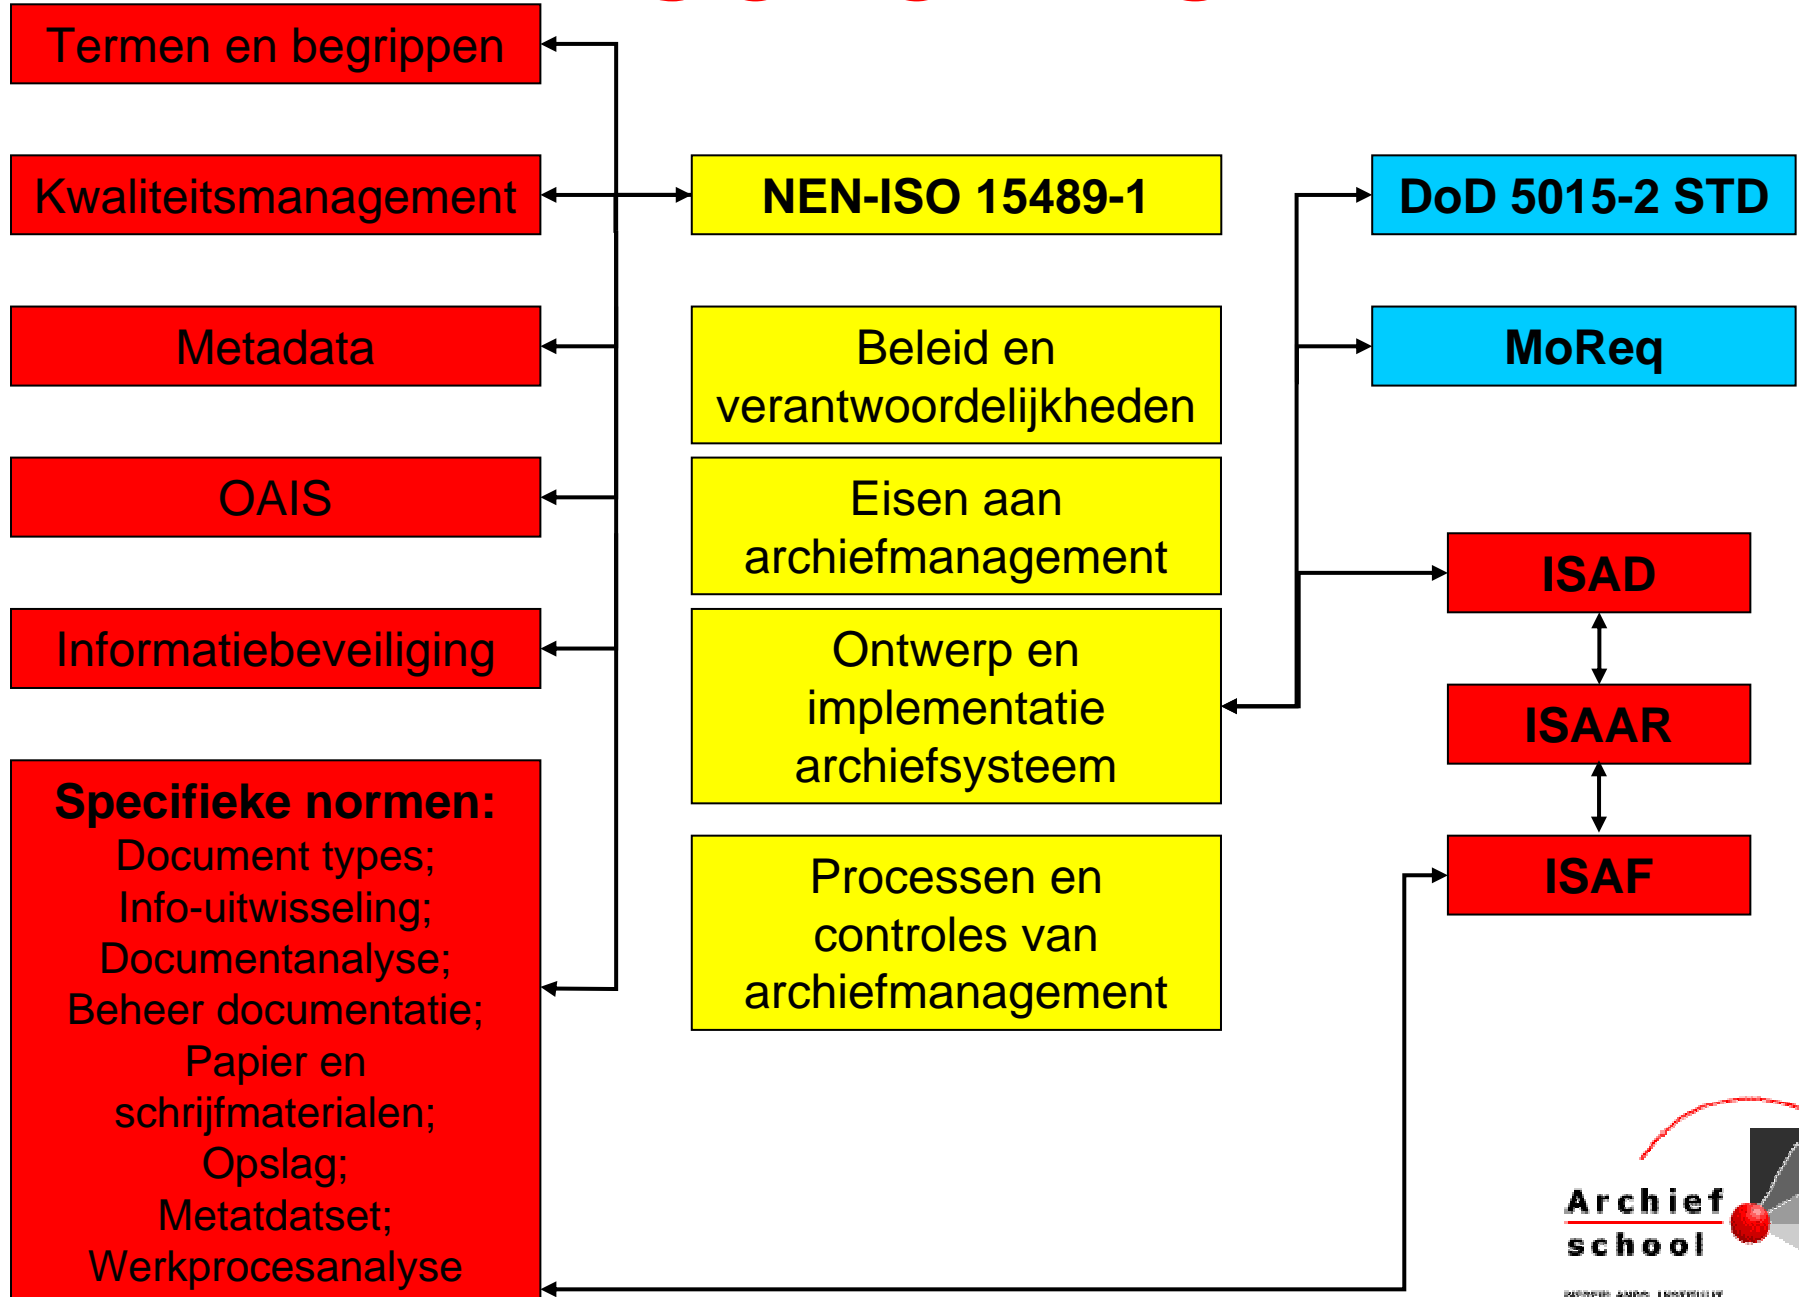 Termen en begrippen
Kwaliteitsmanagement
Metadata
OAIS
Informatiebeveiliging
Specifieke normen:
Document types;
Info-uitwisseling;
Documentanalyse;
Beheer documentatie;
Papier en
schrijfmaterialen;
Opslag;
Metatdatset;
Werkprocesanalyse
NEN-ISO 15489-1
Beleid en
verantwoordelijkheden
Eisen aan
archiefmanagement
Ontwerp en
implementatie
archiefsysteem
Processen en
controles van
archiefmanagement
DoD 5015-2 STD
MoReq
ISAD
ISAAR
ISAF
Archief
school